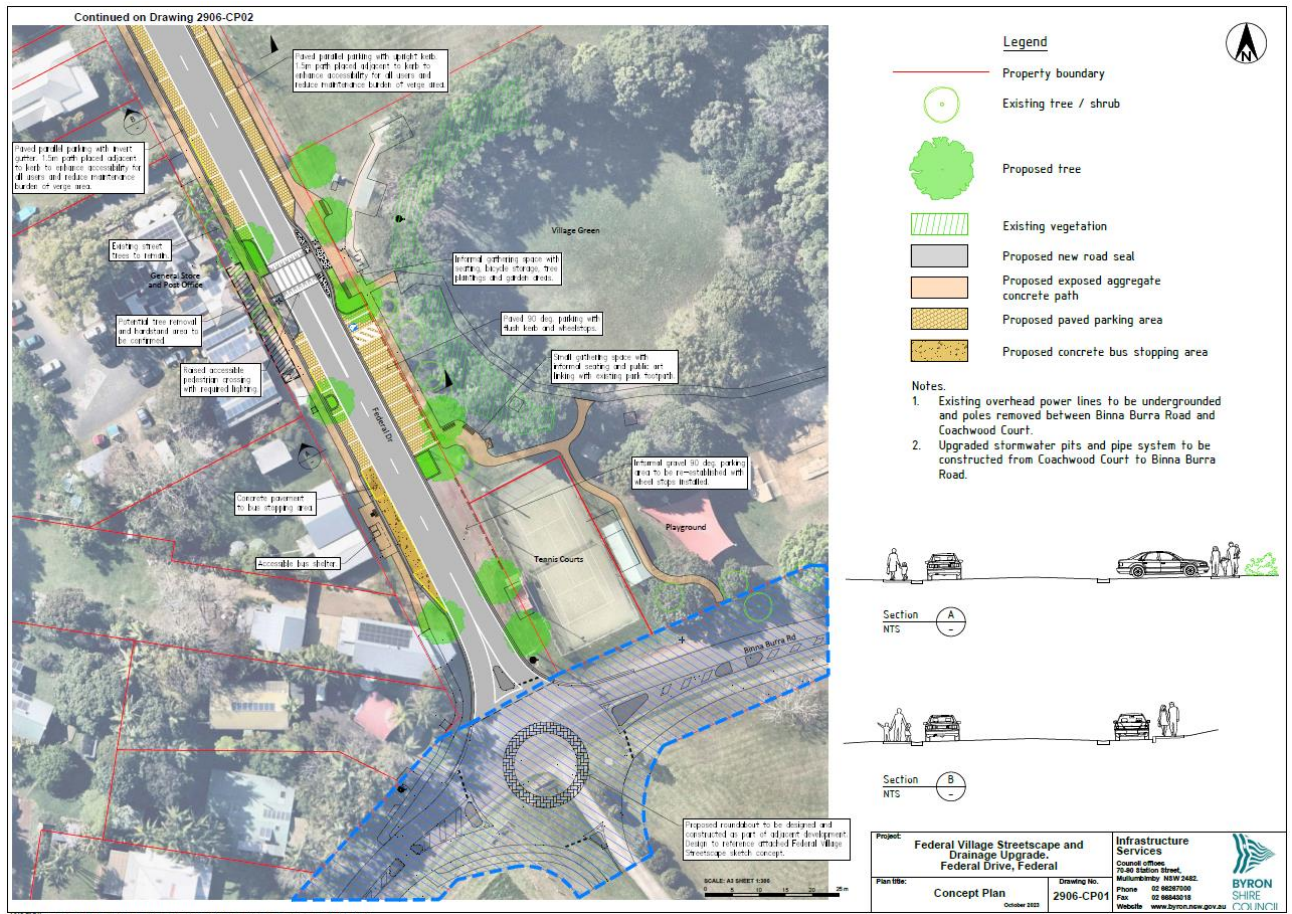 Continued on Drawing 2906-CP02
Paved parallel parking with upright kerb.
1.5m path placed adjacent to kerb to
enhance accessibility for all users and
reduce maintenance burden of verge area.
Paved parallel parking with invert
gutter. 1.5m path placed adjacent
to kerb to enhance accessibility for
all users and reduce maintenance
burden of verge area.
B
Existing street
trees to remain.
General Store
and Post Office
Village Green
Informal gathering space with
seating, bicycle storage, tree
plantings and garden areas.
Potential tree removal
and hardstand area to
be confirmed.
Paved 90 deg. parking with
flush kerb and wheelstops.
Raised accessible
pedestrian crossing
with required lighting.
Small gathering space with
informal seating and public art
linking with existing park footpath.
Federal Dr
A
Informal gravel 90 deg. parking
area to be re-established with
wheel stops installed.
Concrete pavement
to bus stopping area.
Playground
Accessible bus shelter.
Tennis Courts
Binna Burra Rd
Proposed roundabout to be designed and
constructed as part of adjacent development.
Design to reference attached Federal Village
Streetscape sketch concept.
SCALE: A3 SHEET 1:300
0 5 10 15 20 25 m
Legend
N
Property boundary
Existing tree / shrub
Proposed tree
Existing vegetation
Proposed new road seal
Proposed exposed aggregate
concrete path
Proposed paved parking area
Proposed concrete bus stopping area
Notes.
1. Existing overhead power lines to be undergrounded
and poles removed between Binna Burra Road and
Coachwood Court.
2. Upgraded stormwater pits and pipe system to be
constructed from Coachwood Court to Binna Burra
Road.
Section A
NTS -
Section B
NTS -
Project:
Federal Village Streetscape and
Drainage Upgrade.
Federal Drive, Federal
Plan title:
Concept Plan
October 2023
Drawing No.
2906-CP01
Infrastructure
Services
Council offices
70-90 Station Street,
Mullumbimby NSW 2482.
Phone 02 66267000
Fax 02 66843018
Website www.byron.nsw.gov.au
BYRON
SHIRE
COUNCIL